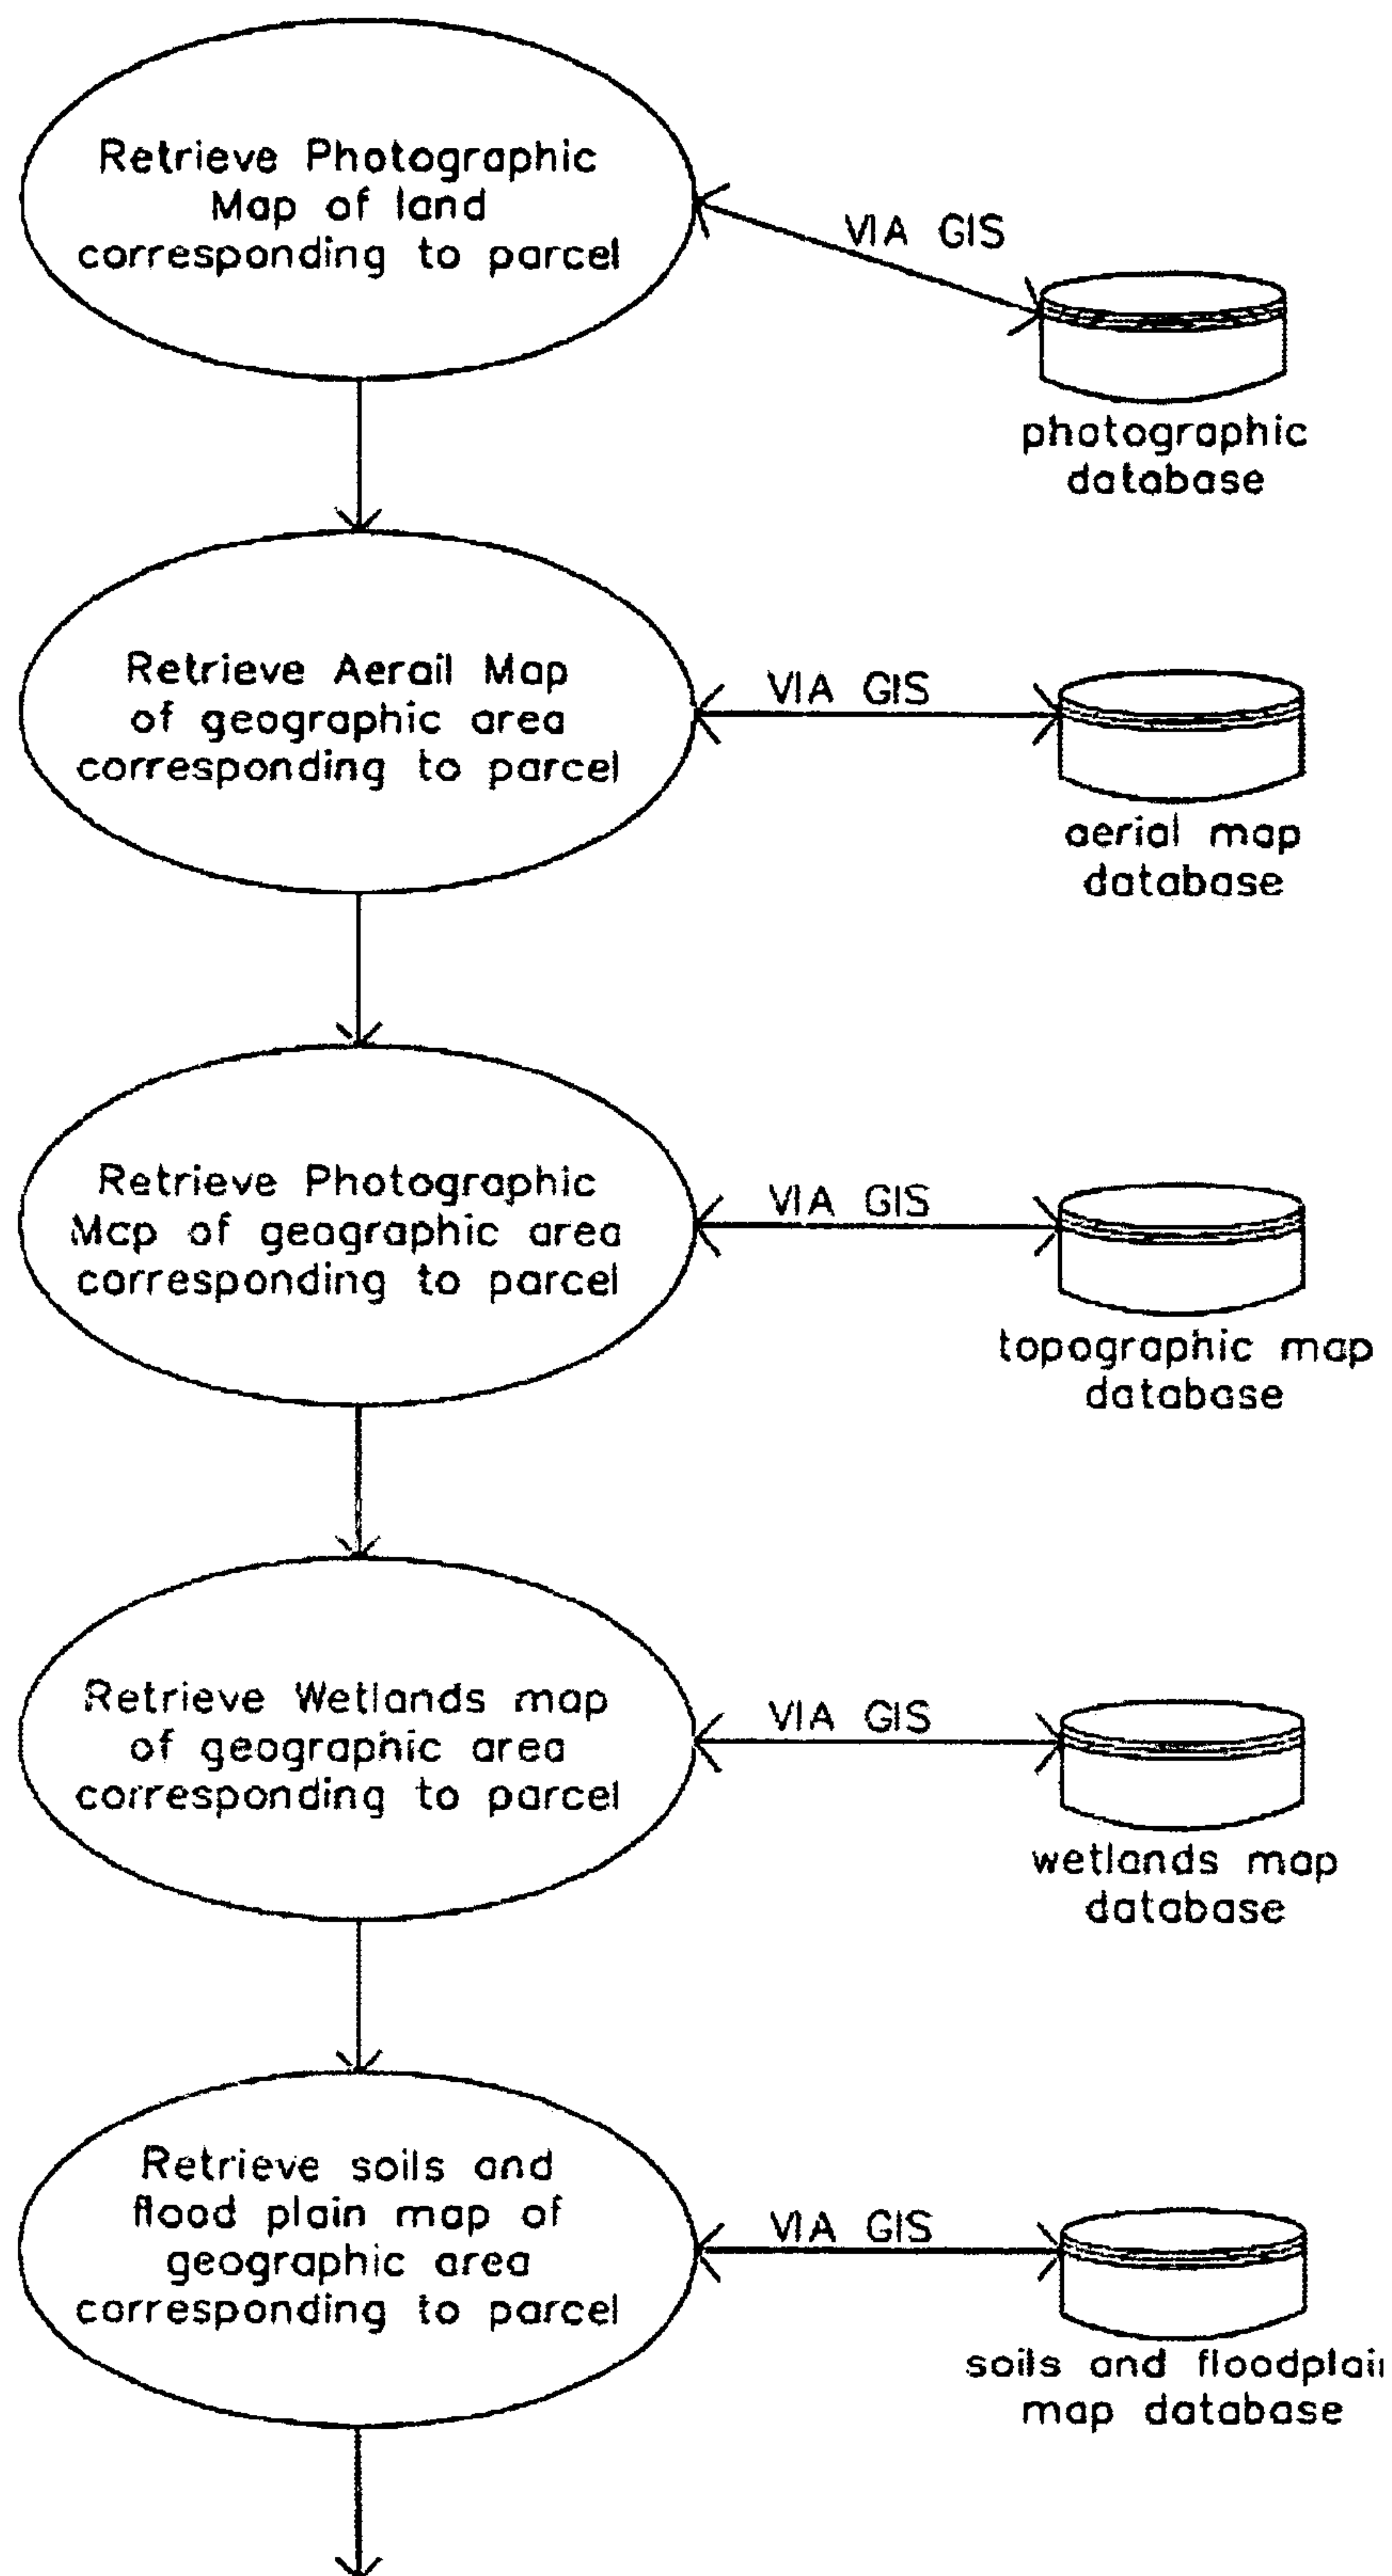 Retrieve Photographic
Map of land
corresponding to parcel
VIA GIS
photographic
database
Retrieve Aerail Map
of geographic area
corresponding to parcel
VIA GIS
aerial map
database
Retrieve Photographic
Map of geographic area
corresponding to parcel
VIA GIS
topographic map
database
Retrieve Wetlands map
of geographic area
corresponding to parcel
VIA GIS
wetlands map
database
Retrieve soils and
flood plain map of
geographic area
corresponding to parcel
VIA GIS
soils and
map database